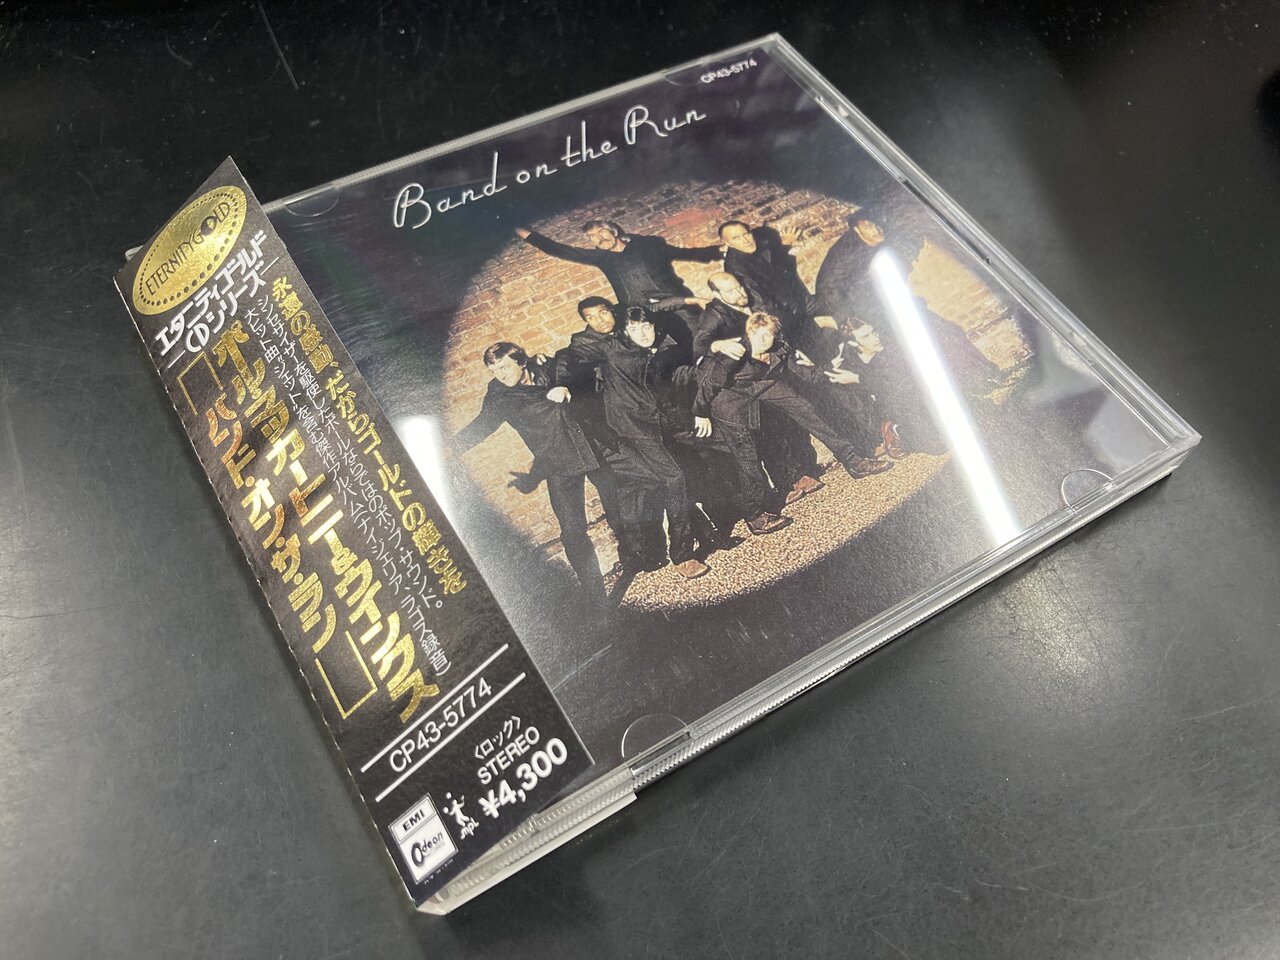 Band on the Run
CP43-5774
ETERNITY GOLD
エタニティゴールド
CDシリーズ
永遠の感動、だからゴールドの輝きを
シンセサイザーを駆使したポールならではのポップ・サウンド。
大ヒット曲“ジェット”を含む傑作アルバム(ナイジェリア、ラゴス録音)
ポール・マッカートニー&ウイングス
バンド・オン・ザ・ラン
CP43-5774
〈ロック〉
STEREO
¥4,300
EMI
Odeon
mpl